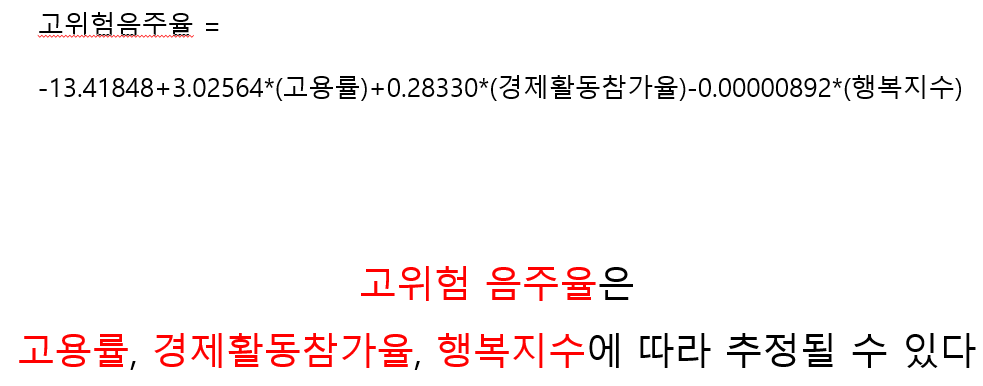 고위험음주율 =
-13.41848+3.02564*(고용률)+0.28330*(경제활동참가율)-0.00000892*(행복지수)
고위험 음주율은
고용률, 경제활동참가율, 행복지수에 따라 추정될 수 있다